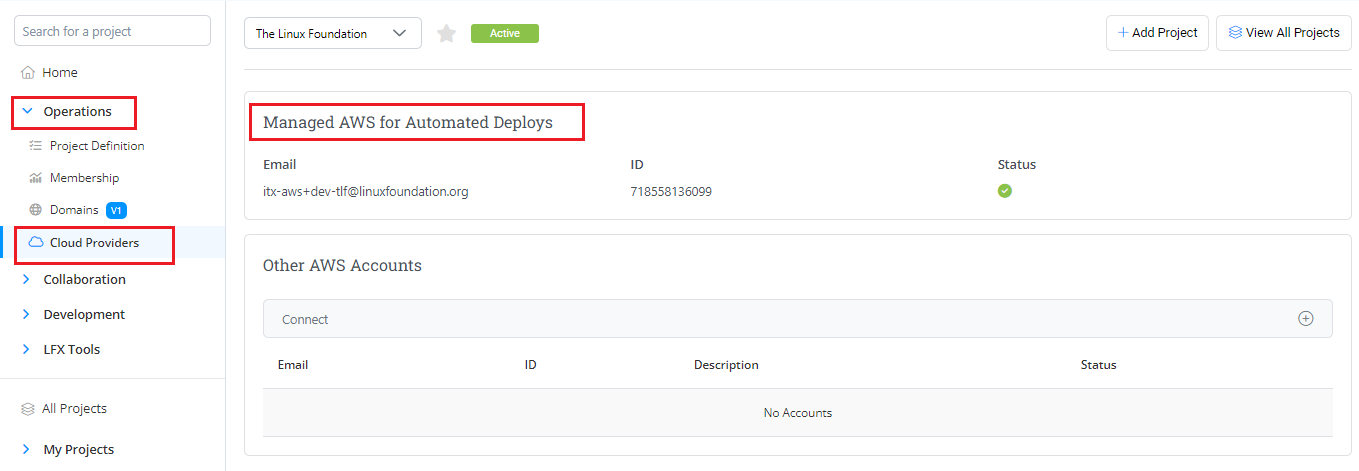 Search for a project
Home
Operations
Project Definition
Membership
Domains V1
Cloud Providers
Collaboration
Development
LFX Tools
All Projects
My Projects
The Linux Foundation Active + Add Project View All Projects
Managed AWS for Automated Deploys
Email ID Status
itx-aws+dev-tlf@linuxfoundation.org 718558136099
Other AWS Accounts
Connect
Email ID Description Status
No Accounts